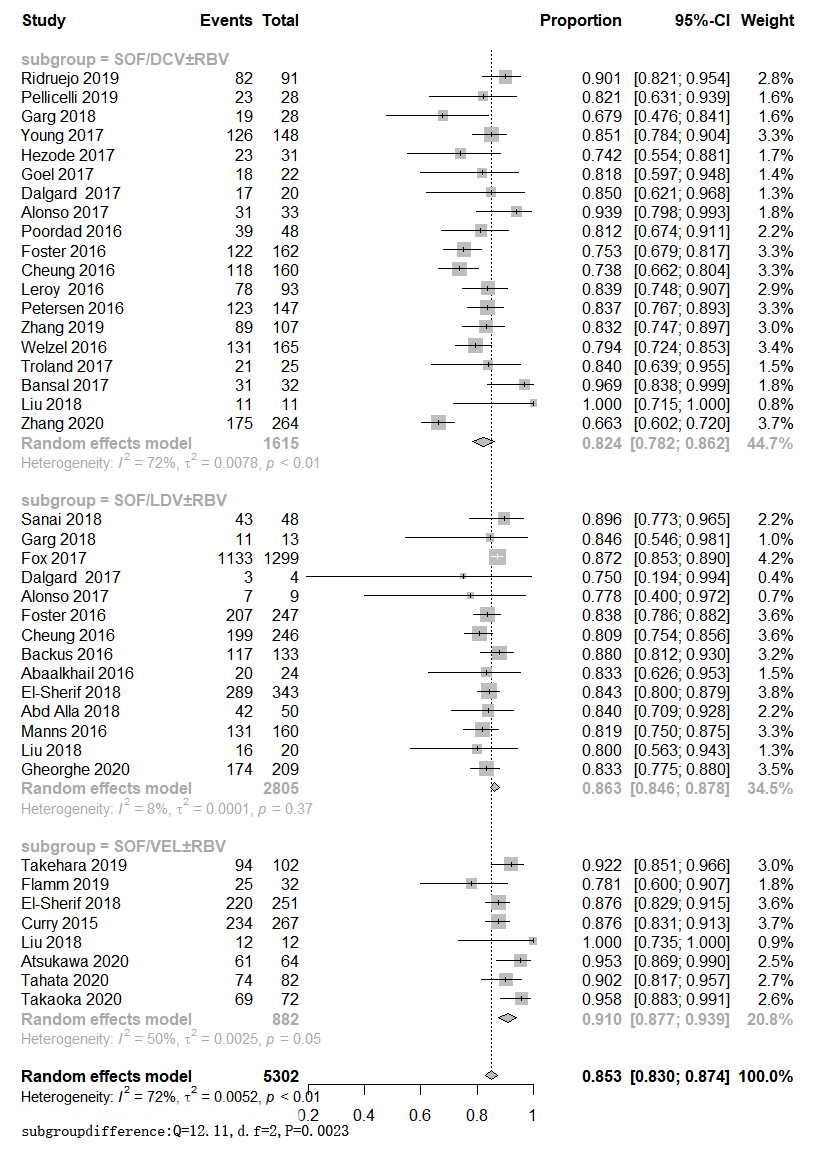 Study Events Total Proportion 95%-CI Weight
subgroup = SOF/DCV±RBV
Ridruejo 2019 82 91 0.901 [0.821; 0.954] 2.8%
Pellicelli 2019 23 28 0.821 [0.631; 0.939] 1.6%
Garg 2018 19 28 0.679 [0.476; 0.841] 1.6%
Young 2017 126 148 0.851 [0.784; 0.904] 3.3%
Hezode 2017 23 31 0.742 [0.554; 0.881] 1.7%
Goel 2017 18 22 0.818 [0.597; 0.948] 1.4%
Dalgard 2017 17 20 0.850 [0.621; 0.968] 1.3%
Alonso 2017 31 33 0.939 [0.798; 0.993] 1.8%
Poordad 2016 39 48 0.812 [0.674; 0.911] 2.2%
Foster 2016 122 162 0.753 [0.679; 0.817] 3.3%
Cheung 2016 118 160 0.738 [0.662; 0.804] 3.3%
Leroy 2016 78 93 0.839 [0.748; 0.907] 2.9%
Petersen 2016 123 147 0.837 [0.767; 0.893] 3.3%
Zhang 2019 89 107 0.832 [0.747; 0.897] 3.0%
Welzel 2016 131 165 0.794 [0.724; 0.853] 3.4%
Troland 2017 21 25 0.840 [0.639; 0.955] 1.5%
Bansal 2017 31 32 0.969 [0.838; 0.999] 1.8%
Liu 2018 11 11 1.000 [0.715; 1.000] 0.8%
Zhang 2020 175 264 0.663 [0.602; 0.720] 3.7%
Random effects model 1615 0.824 [0.782; 0.862] 44.7%
Heterogeneity: I² = 72%, τ² = 0.0078, p < 0.01
subgroup = SOF/LDV±RBV
Sanai 2018 43 48 0.896 [0.773; 0.965] 2.2%
Garg 2018 11 13 0.846 [0.546; 0.981] 1.0%
Fox 2017 1133 1299 0.872 [0.853; 0.890] 4.2%
Dalgard 2017 3 4 0.750 [0.194; 0.994] 0.4%
Alonso 2017 7 9 0.778 [0.400; 0.972] 0.7%
Foster 2016 207 247 0.838 [0.786; 0.882] 3.6%
Cheung 2016 199 246 0.809 [0.754; 0.856] 3.6%
Backus 2016 117 133 0.880 [0.812; 0.930] 3.2%
Abaalkhail 2016 20 24 0.833 [0.626; 0.953] 1.5%
El-Sherif 2018 289 343 0.843 [0.800; 0.879] 3.8%
Abd Alla 2018 42 50 0.840 [0.709; 0.928] 2.2%
Manns 2016 131 160 0.819 [0.750; 0.875] 3.3%
Liu 2018 16 20 0.800 [0.563; 0.943] 1.3%
Gheorghe 2020 174 209 0.833 [0.775; 0.880] 3.5%
Random effects model 2805 0.863 [0.846; 0.878] 34.5%
Heterogeneity: I² = 8%, τ² = 0.0001, p = 0.37
subgroup = SOF/VEL±RBV
Takehara 2019 94 102 0.922 [0.851; 0.966] 3.0%
Flamm 2019 25 32 0.781 [0.600; 0.907] 1.8%
El-Sherif 2018 220 251 0.876 [0.829; 0.915] 3.7%
Curry 2015 234 267 0.876 [0.831; 0.913] 3.7%
Liu 2018 12 12 1.000 [0.735; 1.000] 0.9%
Atsukawa 2020 61 64 0.953 [0.869; 0.990] 2.5%
Tahata 2020 74 82 0.902 [0.817; 0.957] 2.7%
Takaoka 2020 69 72 0.958 [0.883; 0.991] 2.6%
Random effects model 882 0.910 [0.877; 0.939] 20.8%
Heterogeneity: I² = 50%, τ² = 0.0025, p = 0.05
Random effects model 5302 0.853 [0.830; 0.874] 100.0%
Heterogeneity: I² = 72%, τ² = 0.0052, p < 0.01
0.2 0.4 0.6 0.8 1
subgroupdifference:Q=12.11,d.f=2,P=0.0023